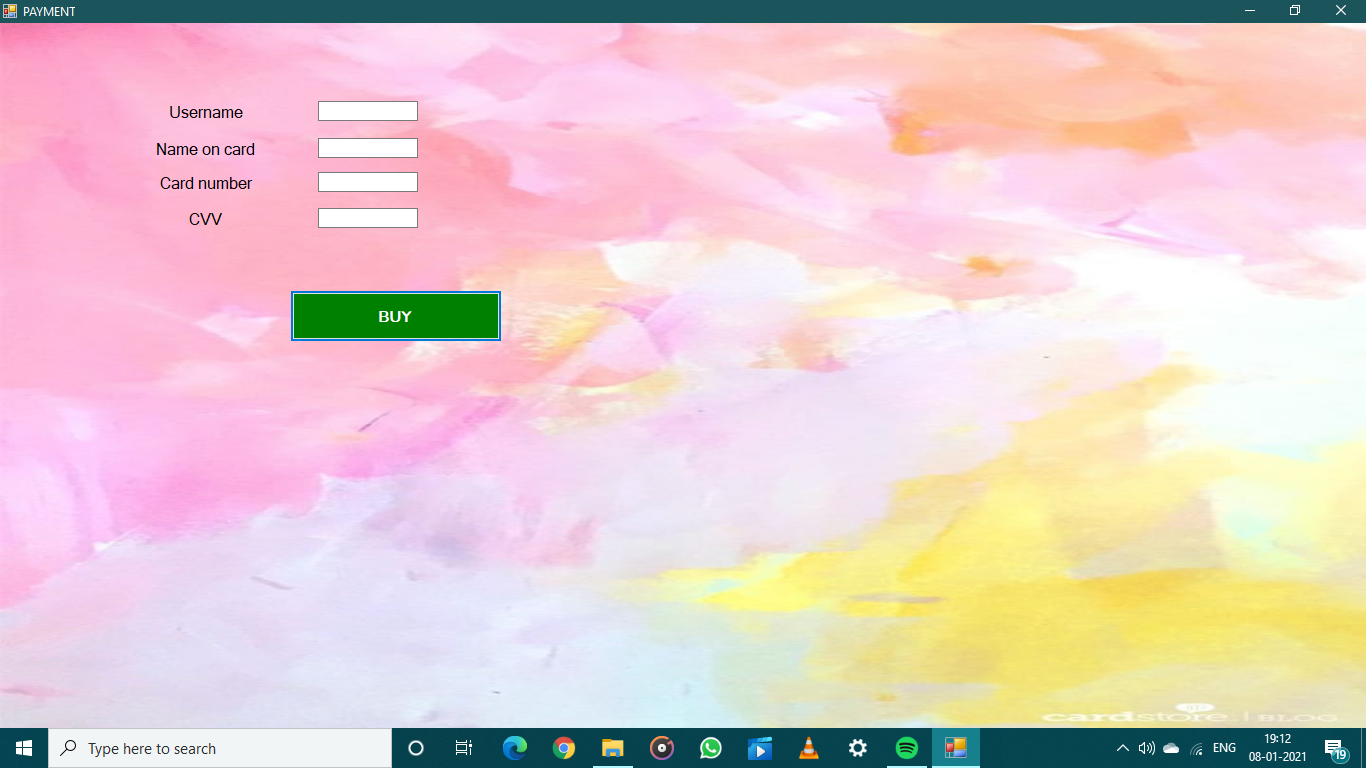 PAYMENT
Username
Name on card
Card number
CVV
BUY
cardstore | BLOG
Type here to search
ENG
19:12
08-01-2021
19